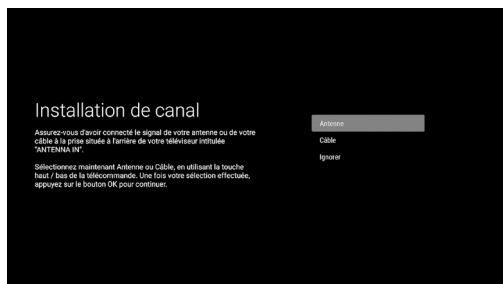 Installation de canal
Assurez-vous d'avoir connecté le signal de votre antenne ou de votre
câble à la prise située à l'arrière de votre téléviseur intitulée
"ANTENNA IN".
Sélectionnez maintenant Antenne ou Câble, en utilisant la touche
haut / bas de la télécommande. Une fois votre sélection effectuée,
appuyez sur le bouton OK pour continuer.
Antenne
Câble
Ignorer